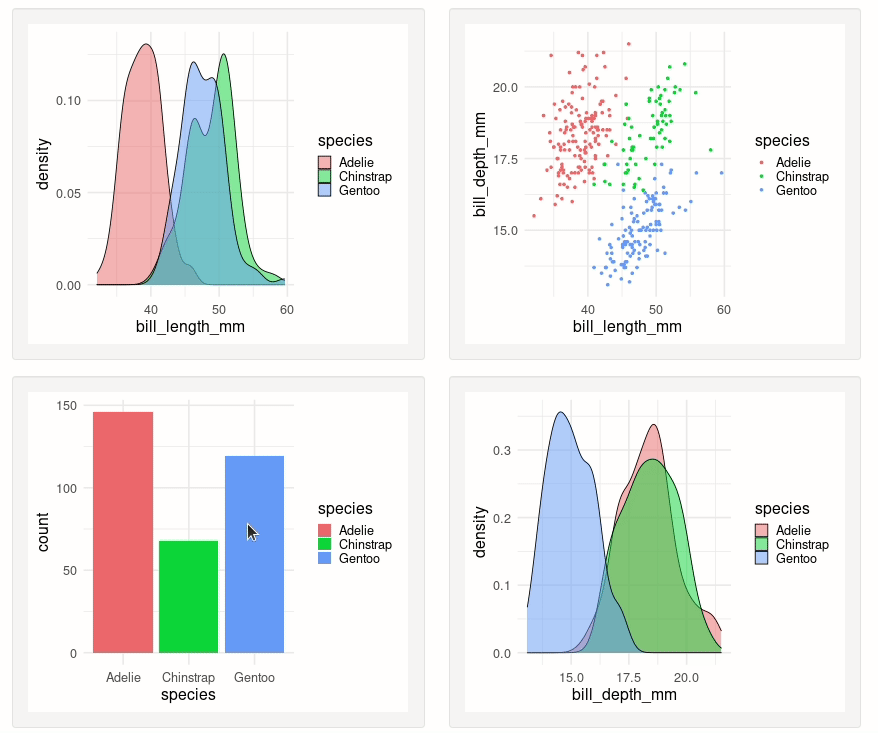 density
0.10
0.05
0.00
40 50 60
bill_length_mm
species
Adelie
Chinstrap
Gentoo
bill_depth_mm
20.0
17.5
15.0
40 50 60
bill_length_mm
species
Adelie
Chinstrap
Gentoo
count
150
100
50
0
Adelie Chinstrap Gentoo
species
species
Adelie
Chinstrap
Gentoo
density
0.3
0.2
0.1
0.0
15.0 17.5 20.0
bill_depth_mm
species
Adelie
Chinstrap
Gentoo